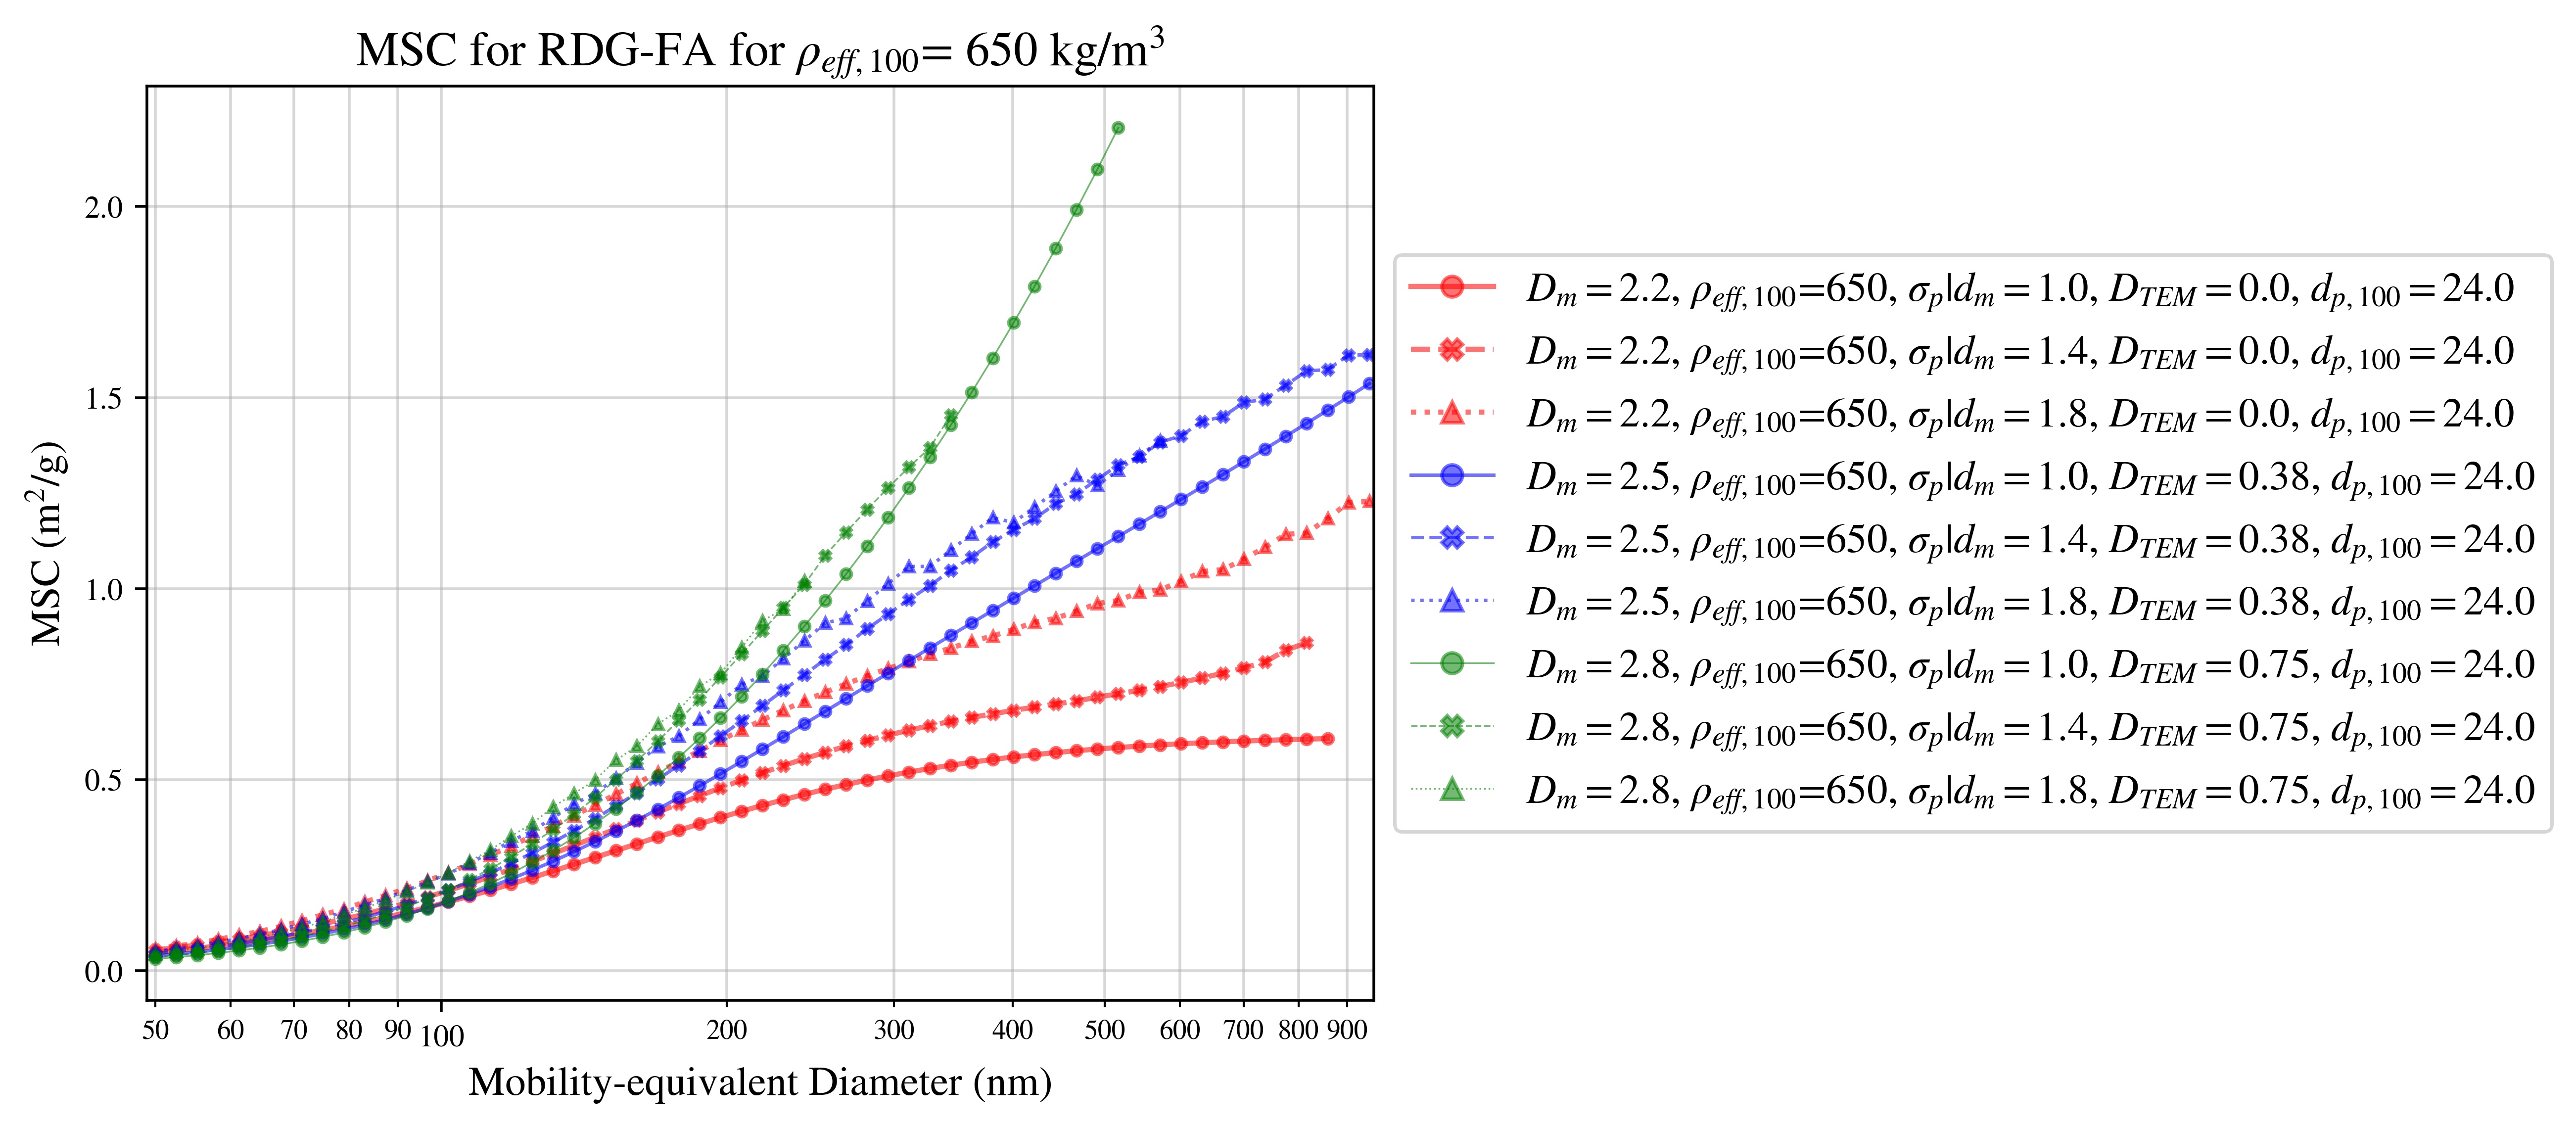 MSC for RDG-FA for ρeff,100= 650 kg/m³
MSC (m²/g)
2.0
1.5
1.0
0.5
0.0
50 60 70 80 90 100 200 300 400 500 600 700 800 900
Mobility-equivalent Diameter (nm)
Dm = 2.2, ρeff,100=650, σp|dm = 1.0, DTEM = 0.0, dp,100 = 24.0
Dm = 2.2, ρeff,100=650, σp|dm = 1.4, DTEM = 0.0, dp,100 = 24.0
Dm = 2.2, ρeff,100=650, σp|dm = 1.8, DTEM = 0.0, dp,100 = 24.0
Dm = 2.5, ρeff,100=650, σp|dm = 1.0, DTEM = 0.38, dp,100 = 24.0
Dm = 2.5, ρeff,100=650, σp|dm = 1.4, DTEM = 0.38, dp,100 = 24.0
Dm = 2.5, ρeff,100=650, σp|dm = 1.8, DTEM = 0.38, dp,100 = 24.0
Dm = 2.8, ρeff,100=650, σp|dm = 1.0, DTEM = 0.75, dp,100 = 24.0
Dm = 2.8, ρeff,100=650, σp|dm = 1.4, DTEM = 0.75, dp,100 = 24.0
Dm = 2.8, ρeff,100=650, σp|dm = 1.8, DTEM = 0.75, dp,100 = 24.0